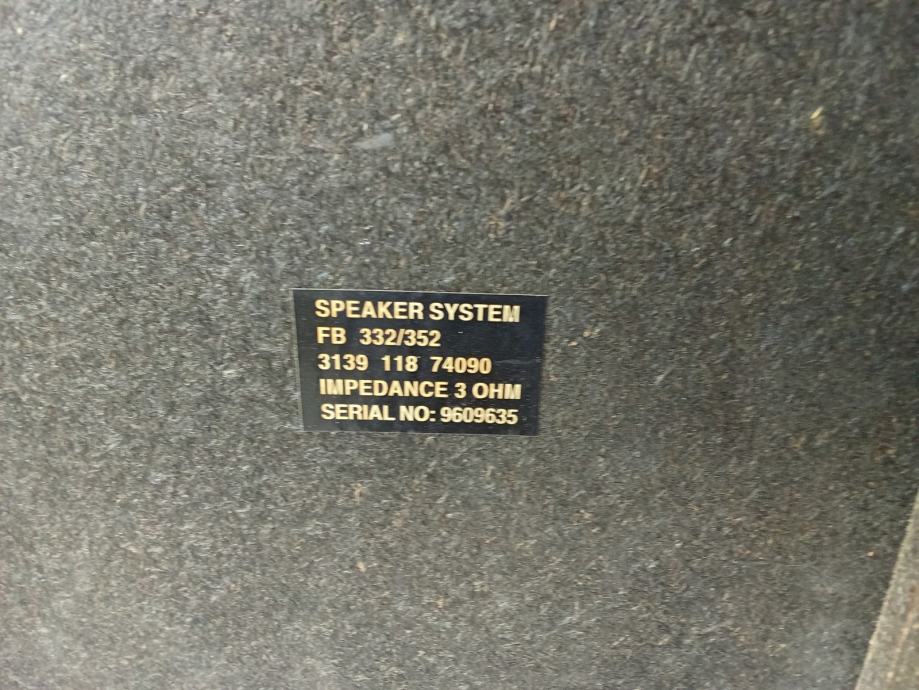 SPEAKER SYSTEM
FB 332/352
3139 118 74090
IMPEDANCE 3 OHM
SERIAL NO: 9609635